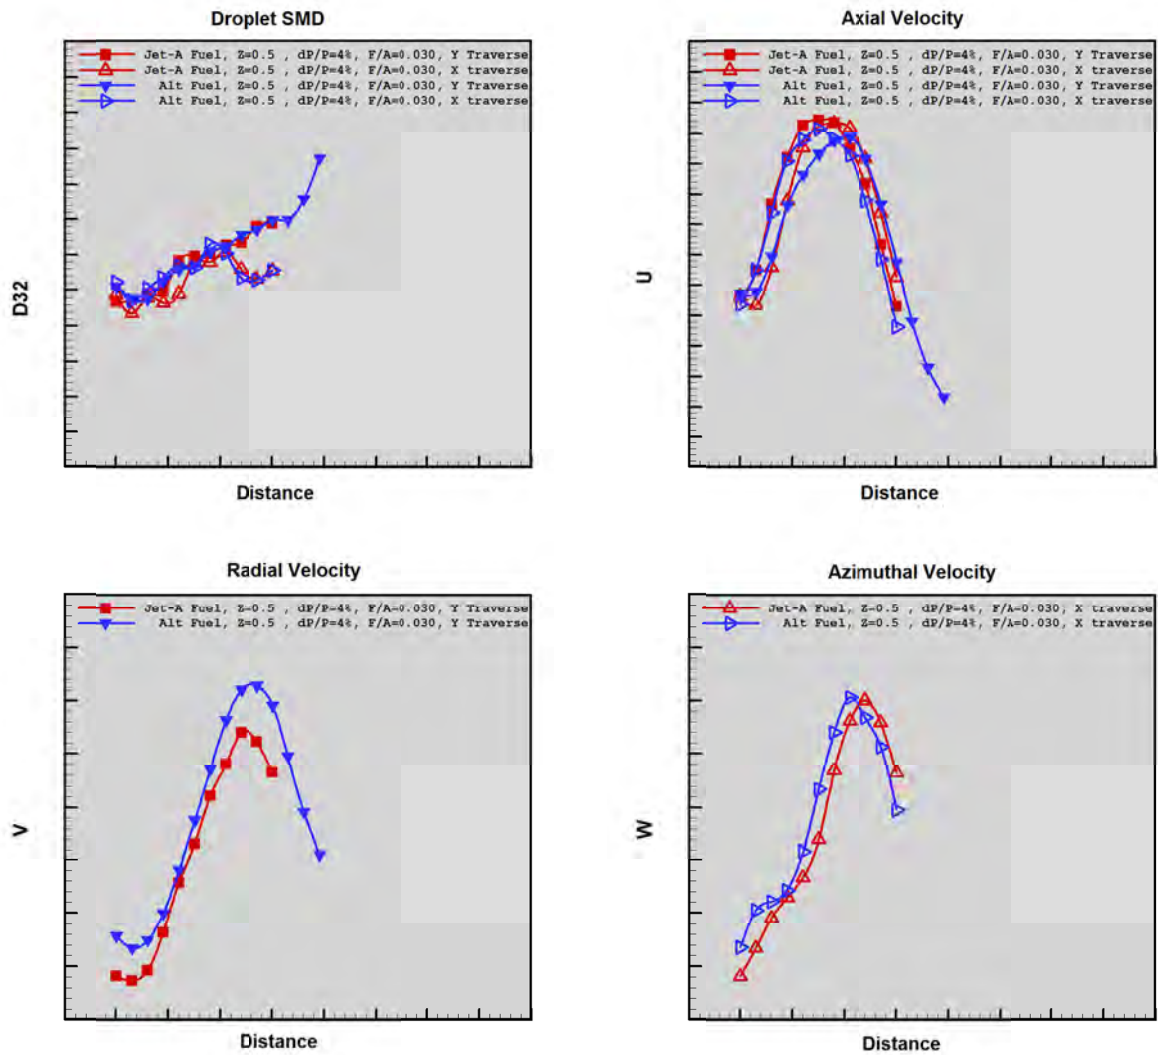 Droplet SMD
Jet-A Fuel, Z=0.5 , dP/P=4%, F/A=0.030, Y Traverse
Jet-A Fuel, Z=0.5 , dP/P=4%, F/A=0.030, X traverse
Alt Fuel, Z=0.5 , dP/P=4%, F/A=0.030, Y Traverse
Alt Fuel, Z=0.5 , dP/P=4%, F/A=0.030, X traverse
D32
Distance
Axial Velocity
Jet-A Fuel, Z=0.5 , dP/P=4%, F/A=0.030, Y Traverse
Jet-A Fuel, Z=0.5 , dP/P=4%, F/A=0.030, X traverse
Alt Fuel, Z=0.5 , dP/P=4%, F/A=0.030, Y Traverse
Alt Fuel, Z=0.5 , dP/P=4%, F/A=0.030, X traverse
U
Distance
Radial Velocity
Jet-A Fuel, Z=0.5 , dP/P=4%, F/A=0.030, Y Traverse
Alt Fuel, Z=0.5 , dP/P=4%, F/A=0.030, Y Traverse
V
Distance
Azimuthal Velocity
Jet-A Fuel, Z=0.5 , dP/P=4%, F/A=0.030, X traverse
Alt Fuel, Z=0.5 , dP/P=4%, F/A=0.030, X traverse
W
Distance